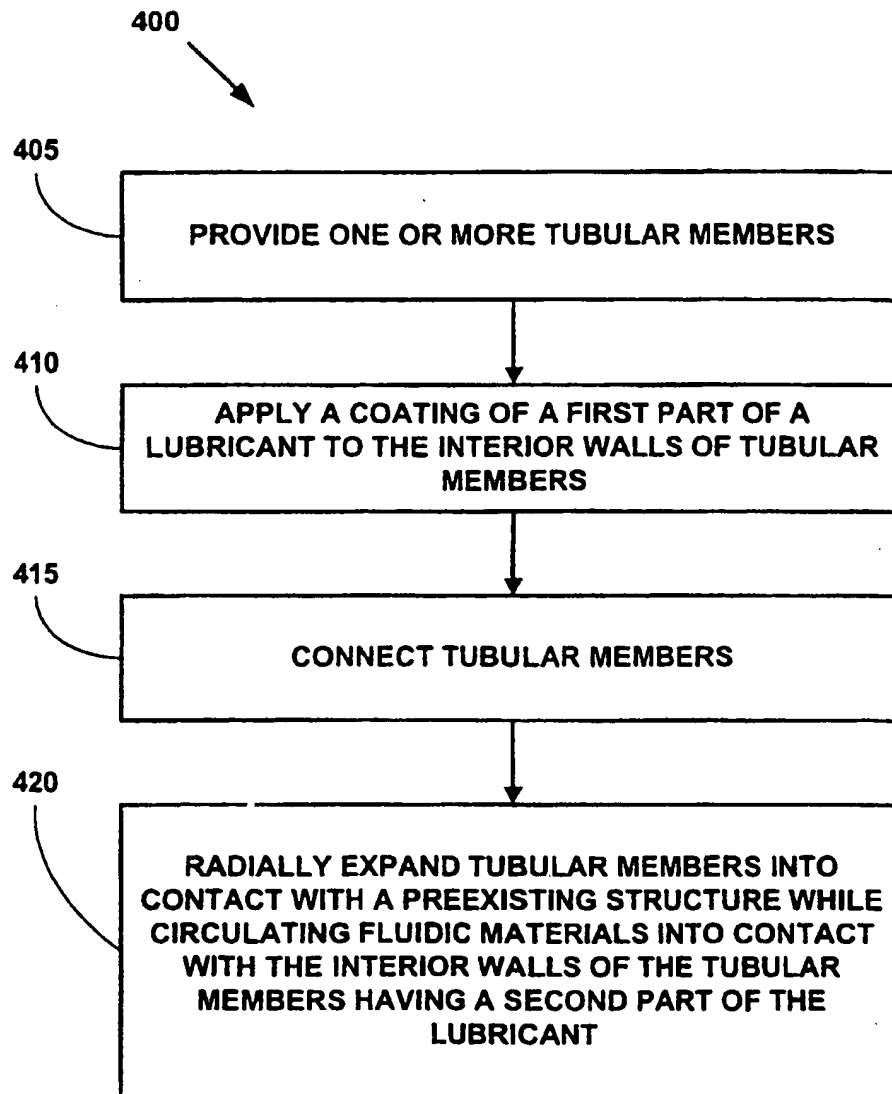 400
405
PROVIDE ONE OR MORE TUBULAR MEMBERS
410
APPLY A COATING OF A FIRST PART OF A
LUBRICANT TO THE INTERIOR WALLS OF TUBULAR
MEMBERS
415
CONNECT TUBULAR MEMBERS
420
RADIALLY EXPAND TUBULAR MEMBERS INTO
CONTACT WITH A PREEXISTING STRUCTURE WHILE
CIRCULATING FLUIDIC MATERIALS INTO CONTACT
WITH THE INTERIOR WALLS OF THE TUBULAR
MEMBERS HAVING A SECOND PART OF THE
LUBRICANT